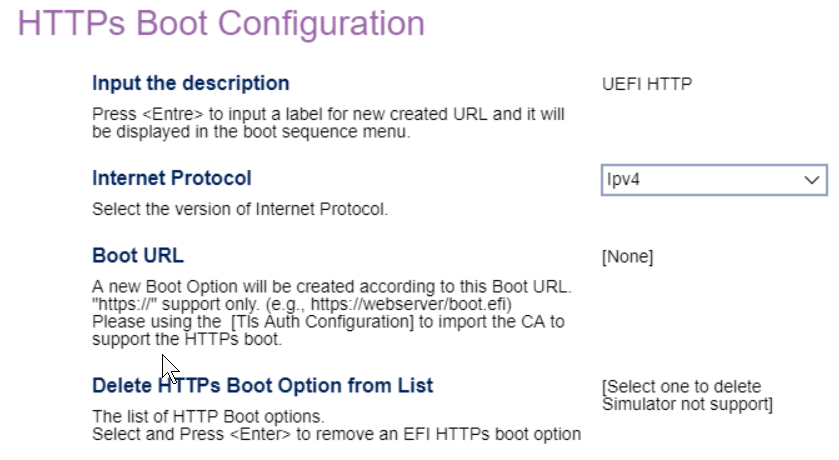 HTTPs Boot Configuration
Input the description
UEFI HTTP
Press <Entre> to input a label for new created URL and it will
be displayed in the boot sequence menu.
Internet Protocol
Ipv4
Select the version of Internet Protocol.
Boot URL
[None]
A new Boot Option will be created according to this Boot URL.
"https://" support only. (e.g., https://webserver/boot.efi)
Please using the  [Tls Auth Configuration] to import the CA to
support the HTTPs boot.
Delete HTTPs Boot Option from List
[Select one to delete
Simulator not support]
The list of HTTP Boot options.
Select and Press <Enter> to remove an EFI HTTPs boot option